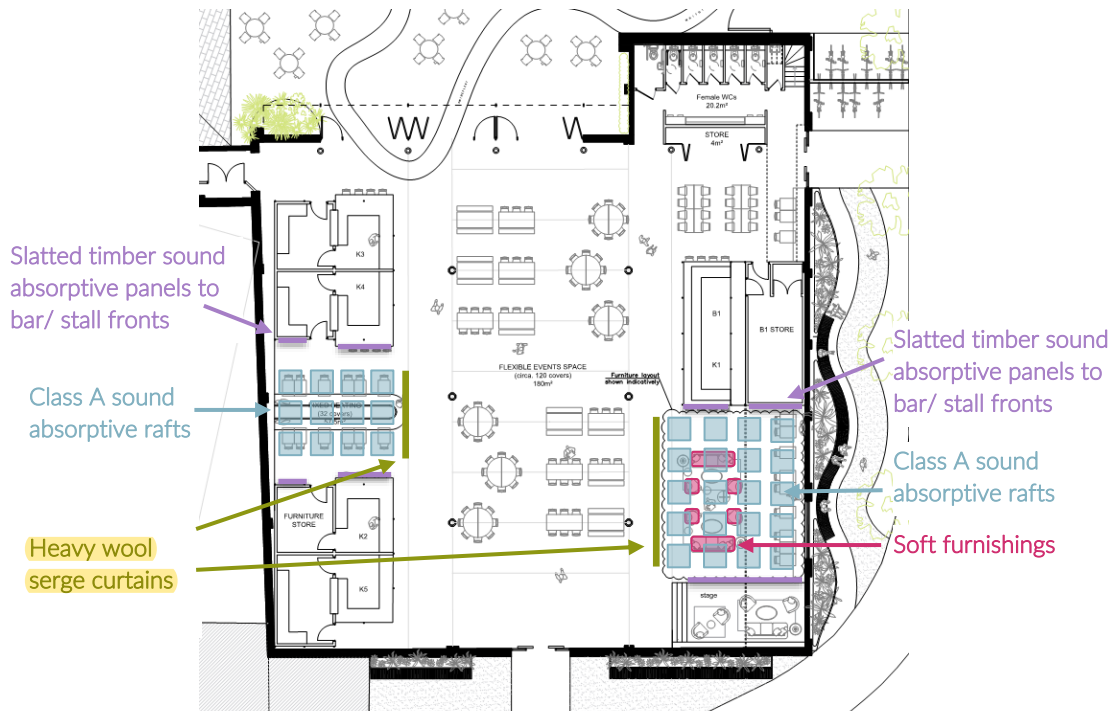 Female WCs
20.2m²
STORE
4m²
Slatted timber sound
absorptive panels to
bar/ stall fronts
K3
K4
B1
K1
B1 STORE
Slatted timber sound
absorptive panels to
bar/ stall fronts
FLEXIBLE EVENTS SPACE
(circa. 120 covers)
180m²
Furniture layout
shown indicatively
Class A sound
absorptive rafts
(32 covers)
Class A sound
absorptive rafts
FURNITURE
STORE
K2
Heavy wool
serge curtains
Soft furnishings
K5
stage